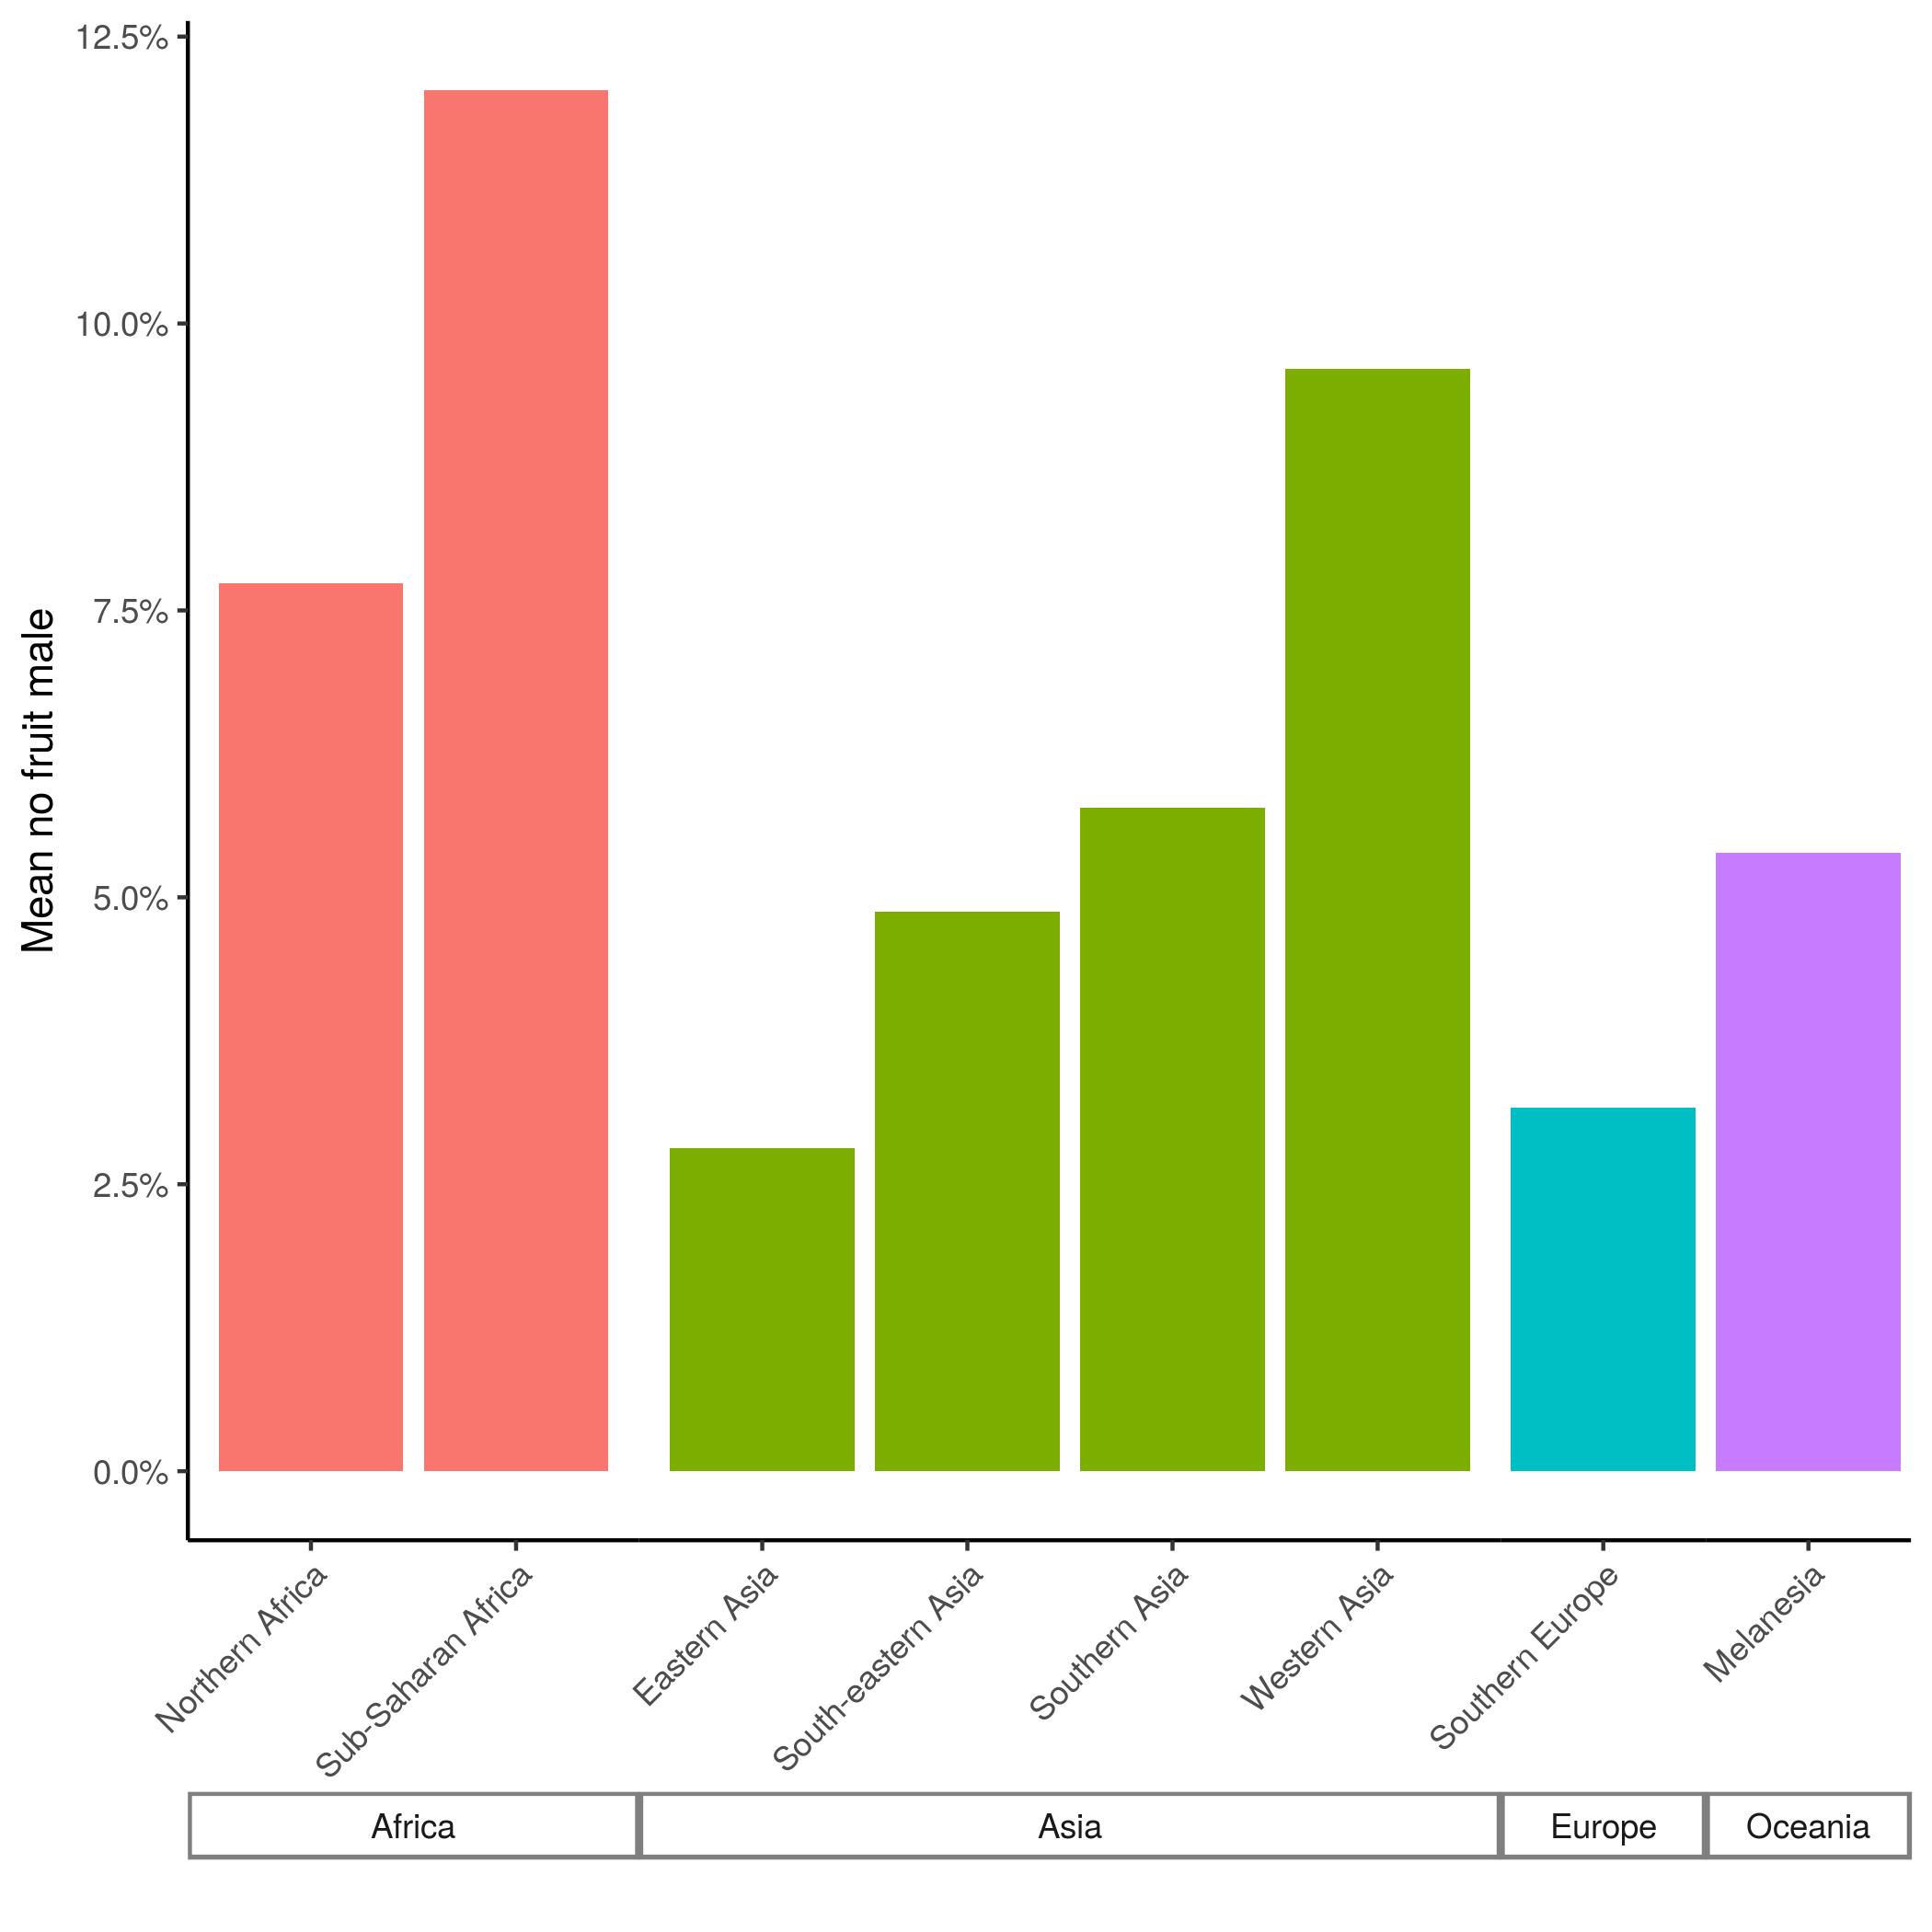 Mean no fruit male
12.5%
10.0%
7.5%
5.0%
2.5%
0.0%
Northern Africa
Sub-Saharan Africa
Eastern Asia
South-eastern Asia
Southern Asia
Western Asia
Southern Europe
Melanesia
Africa
Asia
Europe
Oceania